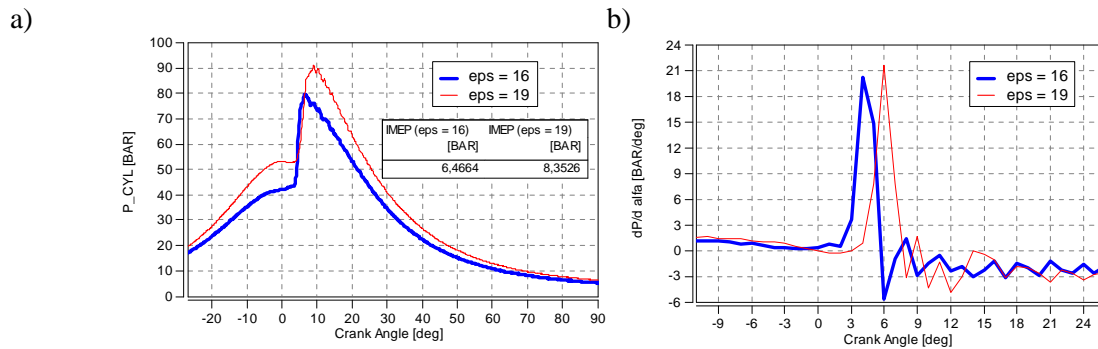 a)
100
90
80
70
60
50
40
30
20
10
0
P_CYL [BAR]
eps = 16
eps = 19
IMEP (eps = 16) IMEP (eps = 19)
[BAR] [BAR]
6,4664 8,3526
-20 -10 0 10 20 30 40 50 60 70 80 90
Crank Angle [deg]
b)
24
21
18
15
12
9
6
3
0
-3
-6
dP/d alfa [BAR/deg]
eps = 16
eps = 19
-9 -6 -3 0 3 6 9 12 15 18 21 24
Crank Angle [deg]